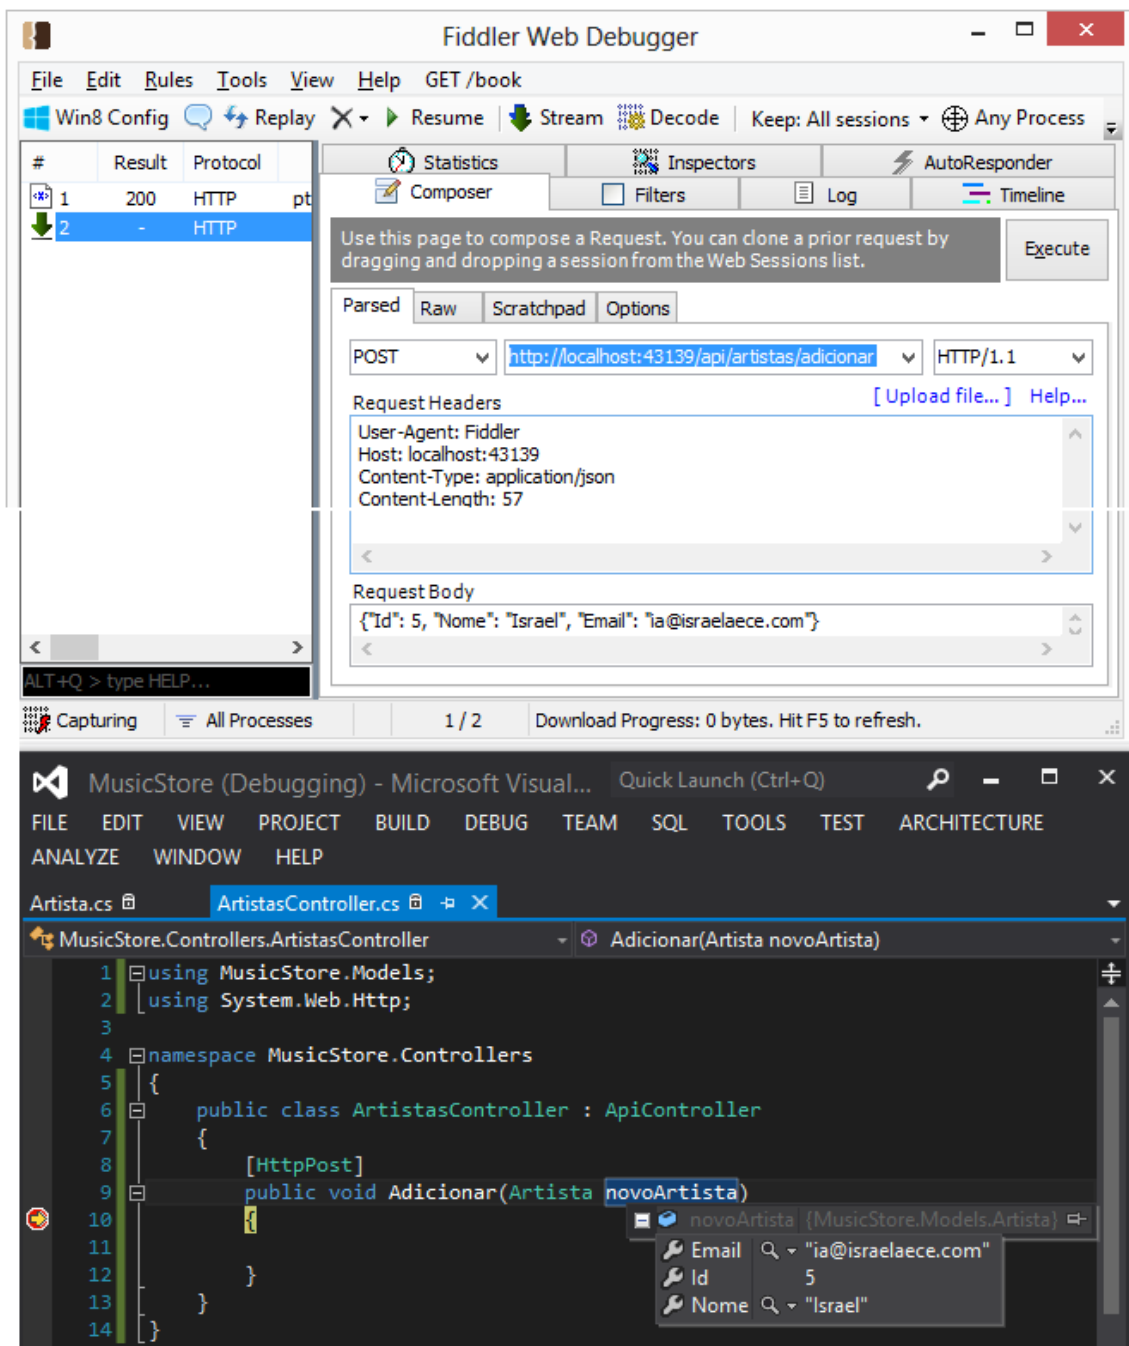 Fiddler Web Debugger
File Edit Rules Tools View Help GET /book
Win8 Config Replay Resume Stream Decode Keep: All sessions Any Process
# Result Protocol
1 200 HTTP pt
2 - HTTP
Statistics Inspectors AutoResponder
Composer Filters Log Timeline
Use this page to compose a Request. You can clone a prior request by
dragging and dropping a session from the Web Sessions list.
Execute
Parsed Raw Scratchpad Options
POST http://localhost:43139/api/artistas/adicionar HTTP/1.1
Request Headers [ Upload file... ] Help...
User-Agent: Fiddler
Host: localhost:43139
Content-Type: application/json
Content-Length: 57
Request Body
{"Id": 5, "Nome": "Israel", "Email": "ia@israelaece.com"}
ALT+Q > type HELP...
Capturing All Processes 1 / 2 Download Progress: 0 bytes. Hit F5 to refresh.
MusicStore (Debugging) - Microsoft Visual... Quick Launch (Ctrl+Q)
FILE EDIT VIEW PROJECT BUILD DEBUG TEAM SQL TOOLS TEST ARCHITECTURE
ANALYZE WINDOW HELP
Artista.cs ArtistasController.cs
MusicStore.Controllers.ArtistasController Adicionar(Artista novoArtista)
1 using MusicStore.Models;
2 using System.Web.Http;
3
4 namespace MusicStore.Controllers
5 {
6 public class ArtistasController : ApiController
7 {
8 [HttpPost]
9 public void Adicionar(Artista novoArtista)
10 {
novoArtista {MusicStore.Models.Artista}
11
Email "ia@israelaece.com"
12 }
Id 5
13 }
Nome "Israel"
14 }